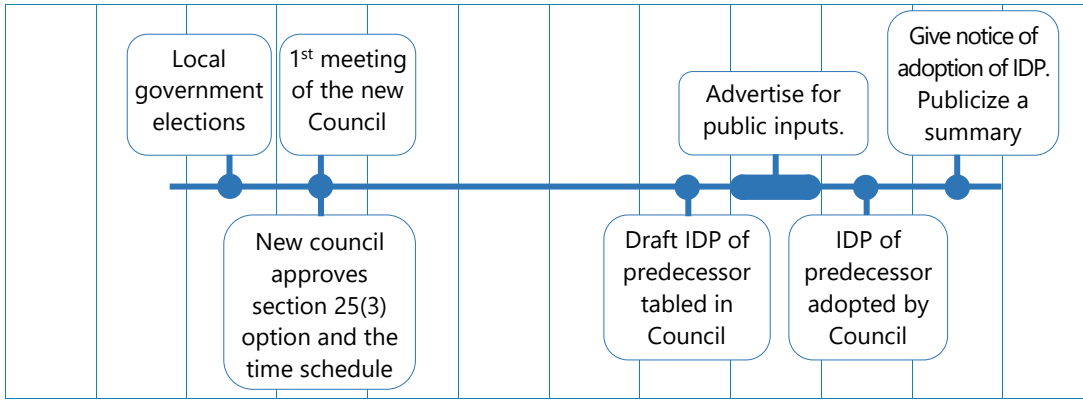 Local
government
elections
1st meeting
of the new
Council
New council
approves
section 25(3)
option and the
time schedule
Draft IDP of
predecessor
tabled in
Council
Advertise for
public inputs.
IDP of
predecessor
adopted by
Council
Give notice of
adoption of IDP.
Publicize a
summary